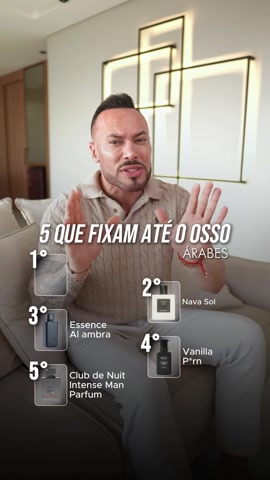 5 QUE FIXAM ATÉ O OSSO
ÁRABES
1°
2°
Nava Sol
3°
Essence
Al ambra
4°
Vanilla
P*rn
5°
Club de Nuit
Intense Man
Parfum